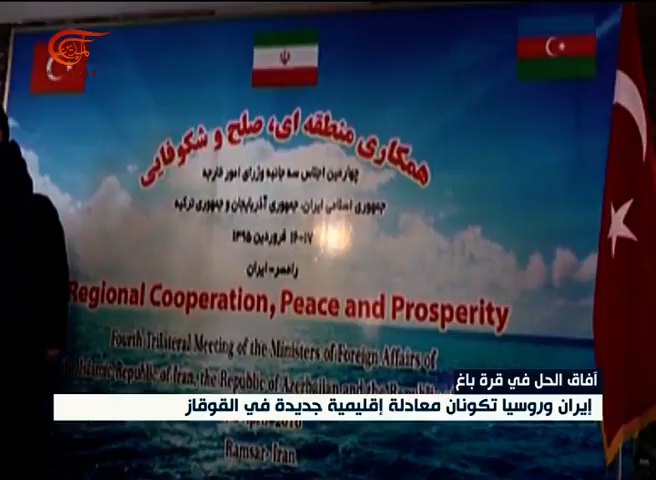 همکاری منطقه ای، صلح و شکوفایی
چهارمین اجلاس سه جانبه وزرای امور خارجه
جمهوری اسلامی ایران، جمهوری آذربایجان و جمهوری ترکیه
۱۶-۱۷ فروردین ۱۳۹۵
رامسر-ایران
Regional Cooperation, Peace and Prosperity
Fourth Trilateral Meeting of the Ministers of Foreign Affairs of
Islamic Republic of Iran, the Republic of Azerbaijan and the
آفاق الحل في قرة باغ
إيران وروسيا تكونان معادلة إقليمية جديدة في القوقاز
Ramsar-Iran